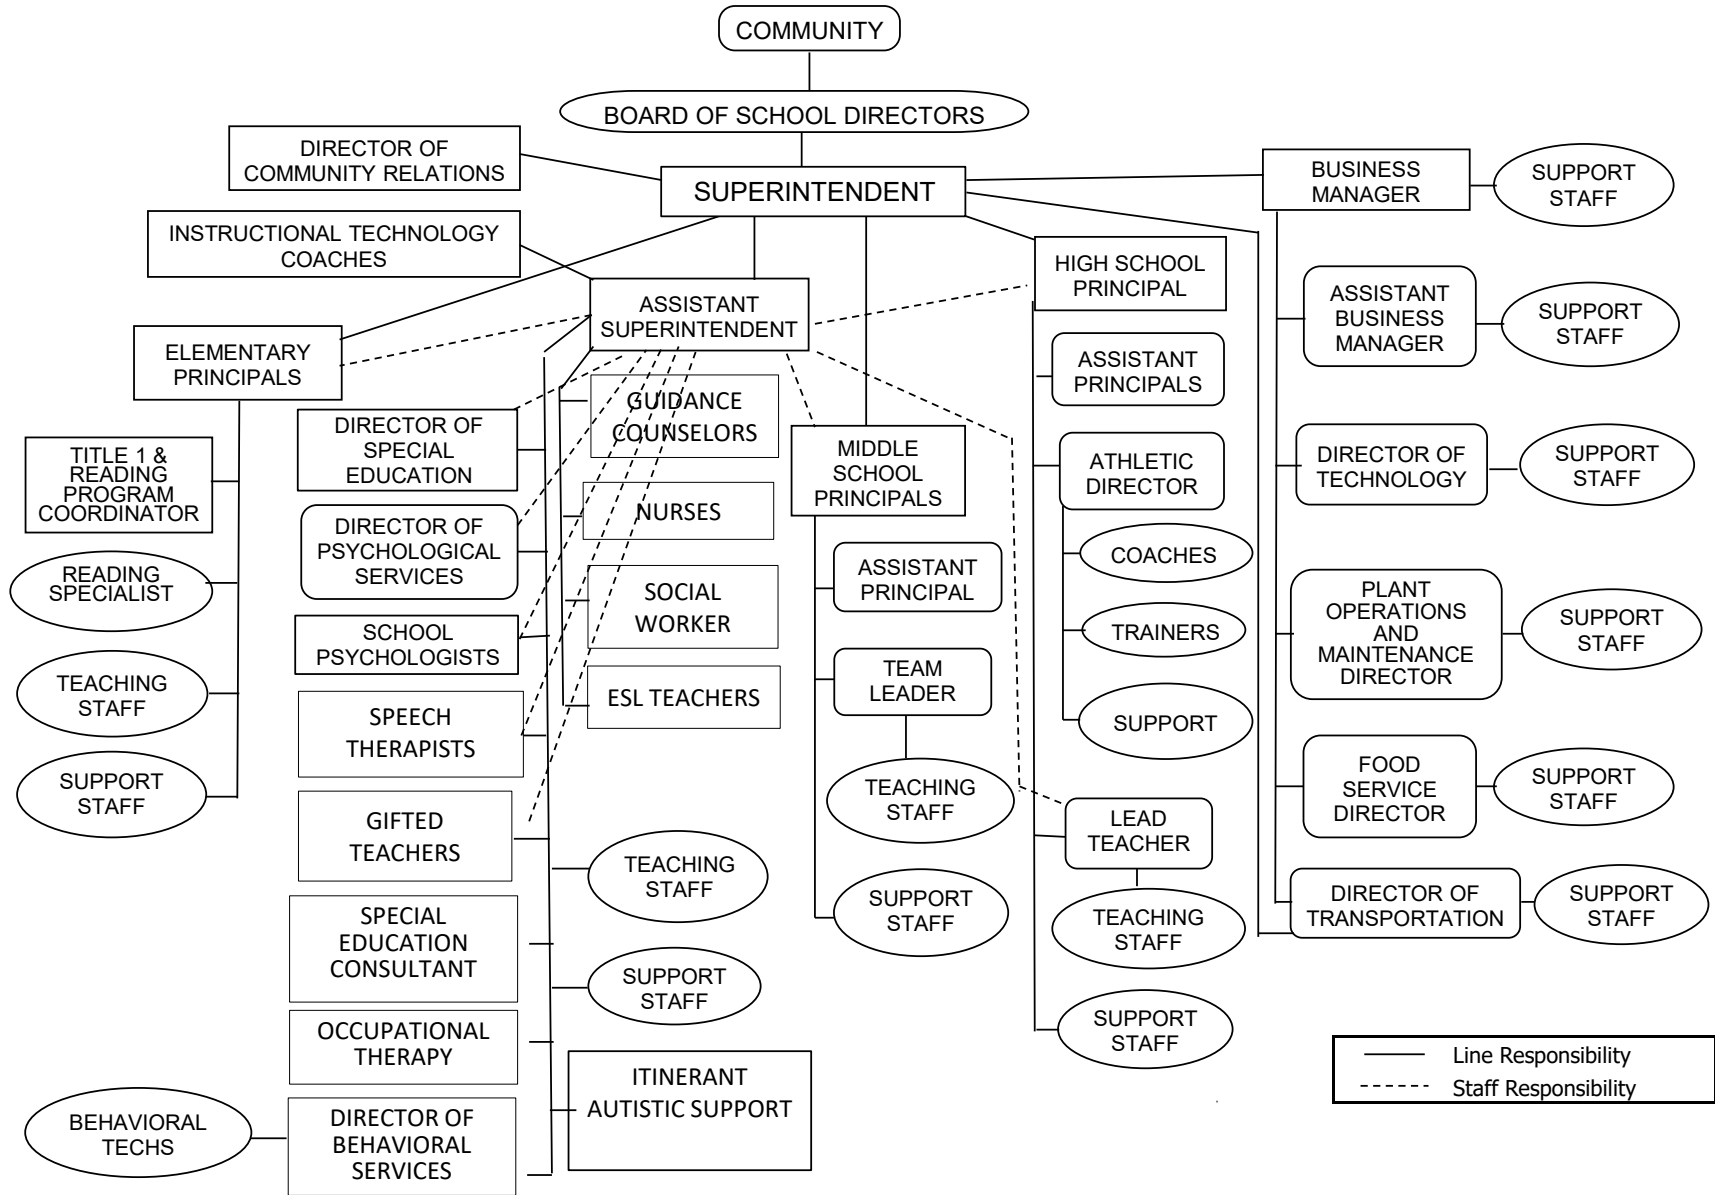 COMMUNITY
BOARD OF SCHOOL DIRECTORS
DIRECTOR OF
COMMUNITY RELATIONS
SUPERINTENDENT
BUSINESS
MANAGER
SUPPORT
STAFF
INSTRUCTIONAL TECHNOLOGY
COACHES
HIGH SCHOOL
PRINCIPAL
ASSISTANT
SUPERINTENDENT
ASSISTANT
BUSINESS
MANAGER
SUPPORT
STAFF
ELEMENTARY
PRINCIPALS
ASSISTANT
PRINCIPALS
GUIDANCE
COUNSELORS
DIRECTOR OF
SPECIAL
EDUCATION
MIDDLE
SCHOOL
PRINCIPALS
ATHLETIC
DIRECTOR
DIRECTOR OF
TECHNOLOGY
SUPPORT
STAFF
TITLE 1 &
READING
PROGRAM
COORDINATOR
DIRECTOR OF
PSYCHOLOGICAL
SERVICES
NURSES
COACHES
READING
SPECIALIST
ASSISTANT
PRINCIPAL
SOCIAL
WORKER
TRAINERS
PLANT
OPERATIONS
AND
MAINTENANCE
DIRECTOR
SUPPORT
STAFF
SCHOOL
PSYCHOLOGISTS
TEACHING
STAFF
TEAM
LEADER
ESL TEACHERS
SPEECH
THERAPISTS
SUPPORT
SUPPORT
STAFF
TEACHING
STAFF
FOOD
SERVICE
DIRECTOR
SUPPORT
STAFF
GIFTED
TEACHERS
LEAD
TEACHER
TEACHING
STAFF
SUPPORT
STAFF
TEACHING
STAFF
DIRECTOR OF
TRANSPORTATION
SUPPORT
STAFF
SPECIAL
EDUCATION
CONSULTANT
SUPPORT
STAFF
SUPPORT
STAFF
OCCUPATIONAL
THERAPY
ITINERANT
AUTISTIC SUPPORT
BEHAVIORAL
TECHS
DIRECTOR OF
BEHAVIORAL
SERVICES
Line Responsibility
Staff Responsibility